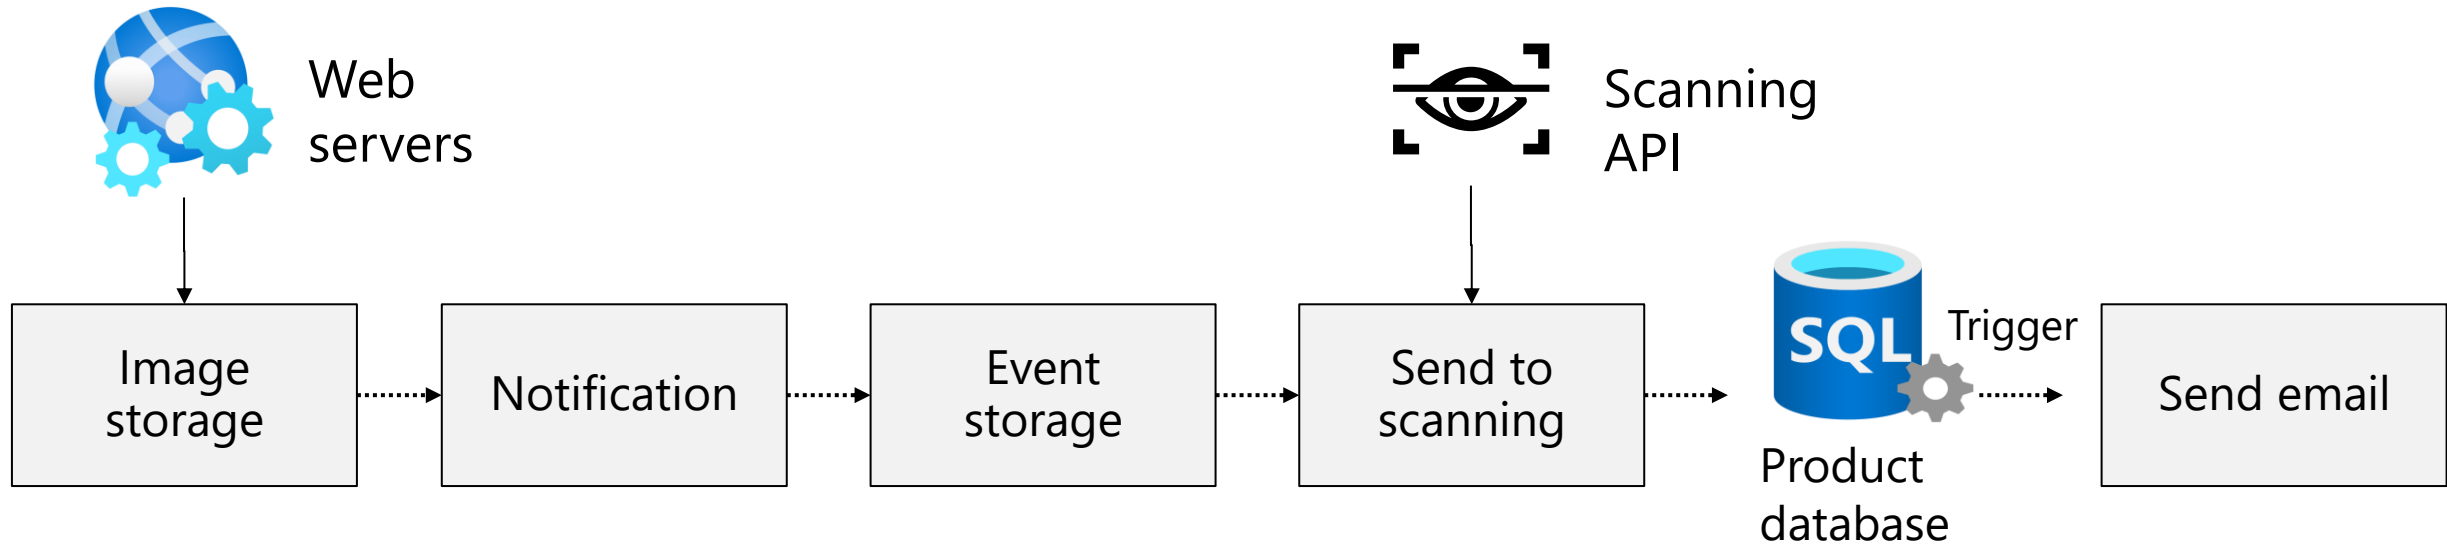 Web
servers
Scanning
API
Image
storage
Notification
Event
storage
Send to
scanning
SQL
Product
database
Trigger
Send email